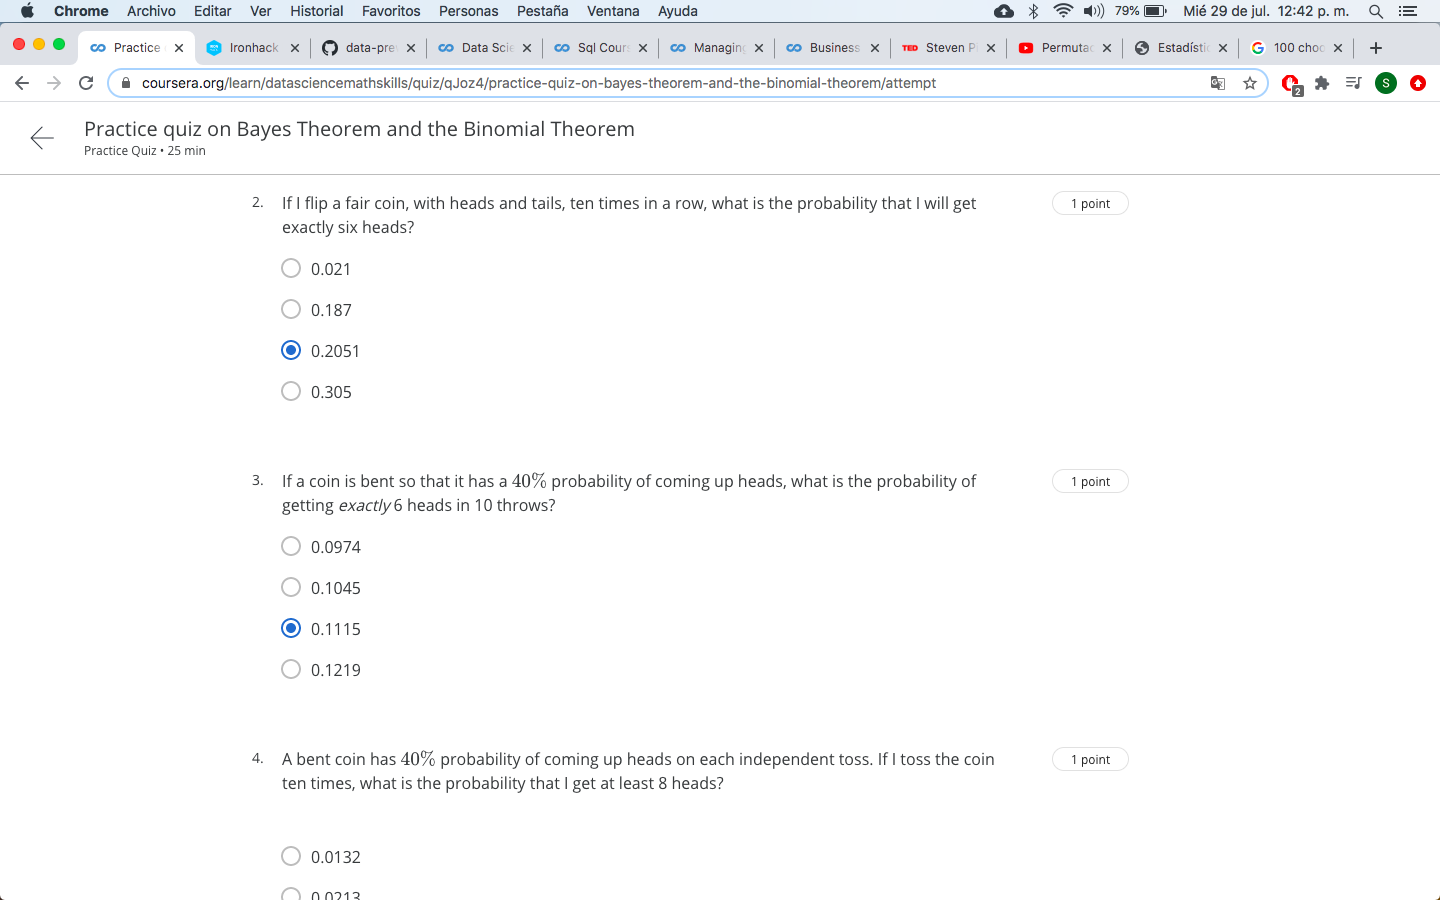 Chrome Archivo Editar Ver Historial Favoritos Personas Pestaña Ventana Ayuda 79% Mié 29 de jul. 12:42 p. m.
Practice Ironhack data-pre Data Scie Sql Cour Managing Business TED Steven P Permutac Estadísti 100 choc
coursera.org/learn/datasciencemathskills/quiz/qJoz4/practice-quiz-on-bayes-theorem-and-the-binomial-theorem/attempt 2 S
Practice quiz on Bayes Theorem and the Binomial Theorem
Practice Quiz • 25 min
2. If I flip a fair coin, with heads and tails, ten times in a row, what is the probability that I will get 1 point
exactly six heads?
0.021
0.187
0.2051
0.305
3. If a coin is bent so that it has a 40% probability of coming up heads, what is the probability of 1 point
getting exactly 6 heads in 10 throws?
0.0974
0.1045
0.1115
0.1219
4. A bent coin has 40% probability of coming up heads on each independent toss. If I toss the coin 1 point
ten times, what is the probability that I get at least 8 heads?
0.0132
0.0213